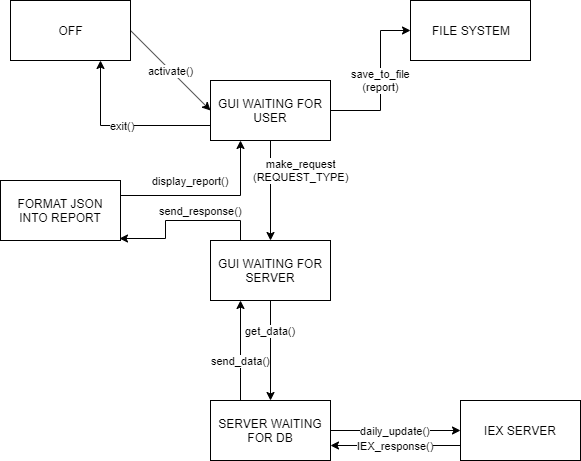 OFF
FILE SYSTEM
activate()
save_to_file
(report)
GUI WAITING FOR
USER
exit()
make_request
(REQUEST_TYPE)
display_report()
FORMAT JSON
INTO REPORT
send_response()
GUI WAITING FOR
SERVER
get_data()
send_data()
SERVER WAITING
FOR DB
daily_update()
IEX SERVER
IEX_response()